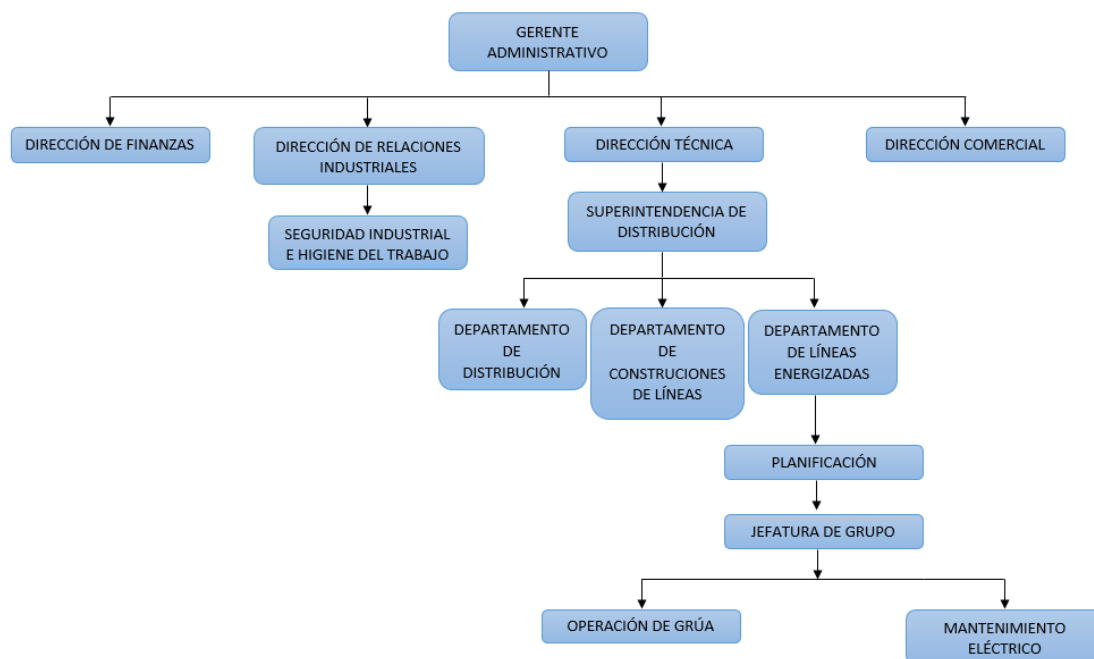 GERENTE
ADMINISTRATIVO
DIRECCIÓN DE FINANZAS
DIRECCIÓN DE RELACIONES
INDUSTRIALES
DIRECCIÓN TÉCNICA
DIRECCIÓN COMERCIAL
SEGURIDAD INDUSTRIAL
E HIGIENE DEL TRABAJO
SUPERINTENDENCIA DE
DISTRIBUCIÓN
DEPARTAMENTO
DE
DISTRIBUCIÓN
DEPARTAMENTO
DE
CONSTRUCIONES
DE LÍNEAS
DEPARTAMENTO
DE LÍNEAS
ENERGIZADAS
PLANIFICACIÓN
JEFATURA DE GRUPO
OPERACIÓN DE GRÚA
MANTENIMIENTO
ELÉCTRICO